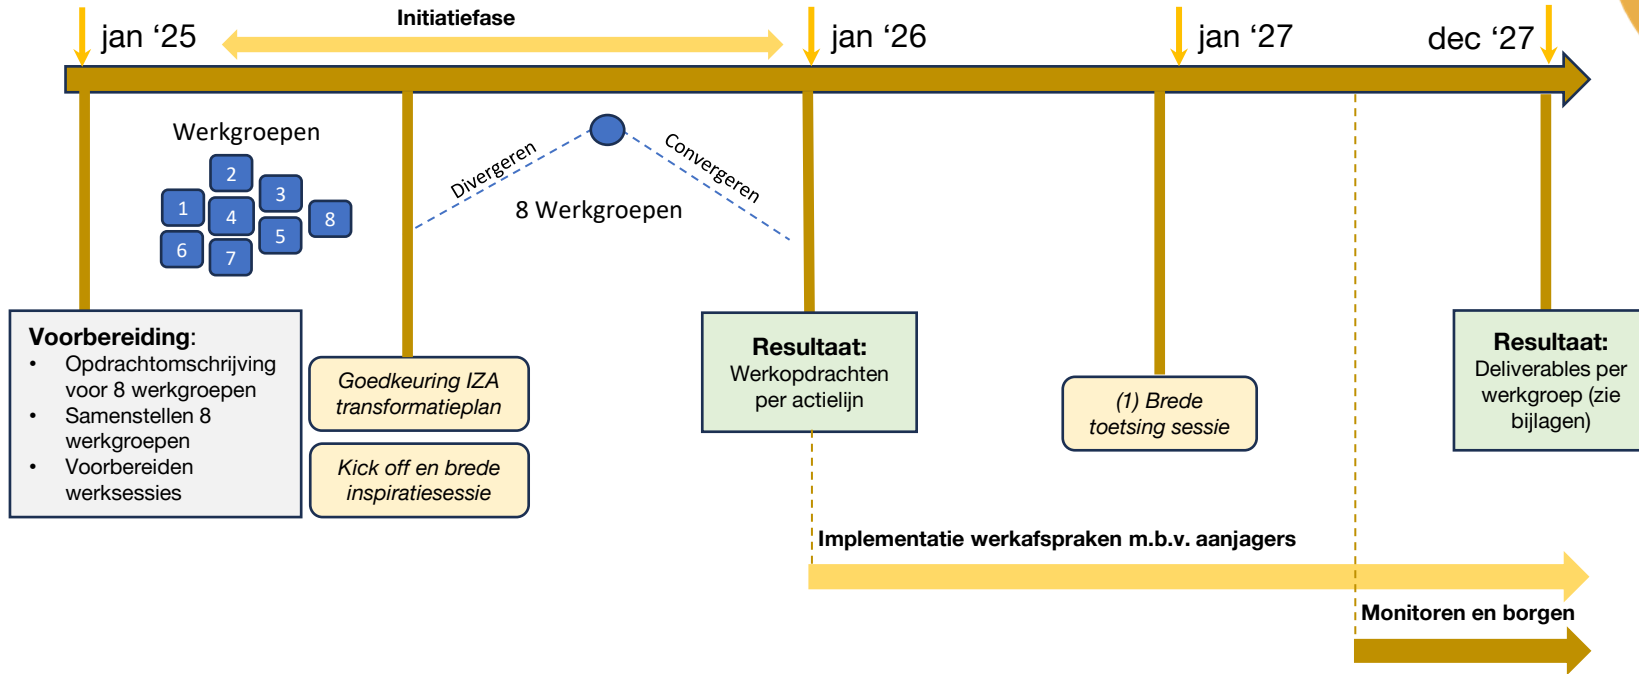 Initiatiefase
jan ‘25
jan ‘26
jan ‘27
dec ‘27
Werkgroepen
2
3
1
4
8
5
6
7
Divergeren
Convergeren
8 Werkgroepen
Voorbereiding:
• Opdrachtomschrijving
voor 8 werkgroepen
• Samenstellen 8
werkgroepen
• Voorbereiden
werksessies
Goedkeuring IZA
transformatieplan
Kick off en brede
inspiratiesessie
Resultaat:
Werkopdrachten
per actielijn
(1) Brede
toetsing sessie
Resultaat:
Deliverables per
werkgroep (zie
bijlagen)
Implementatie werkafspraken m.b.v. aanjagers
Monitoren en borgen